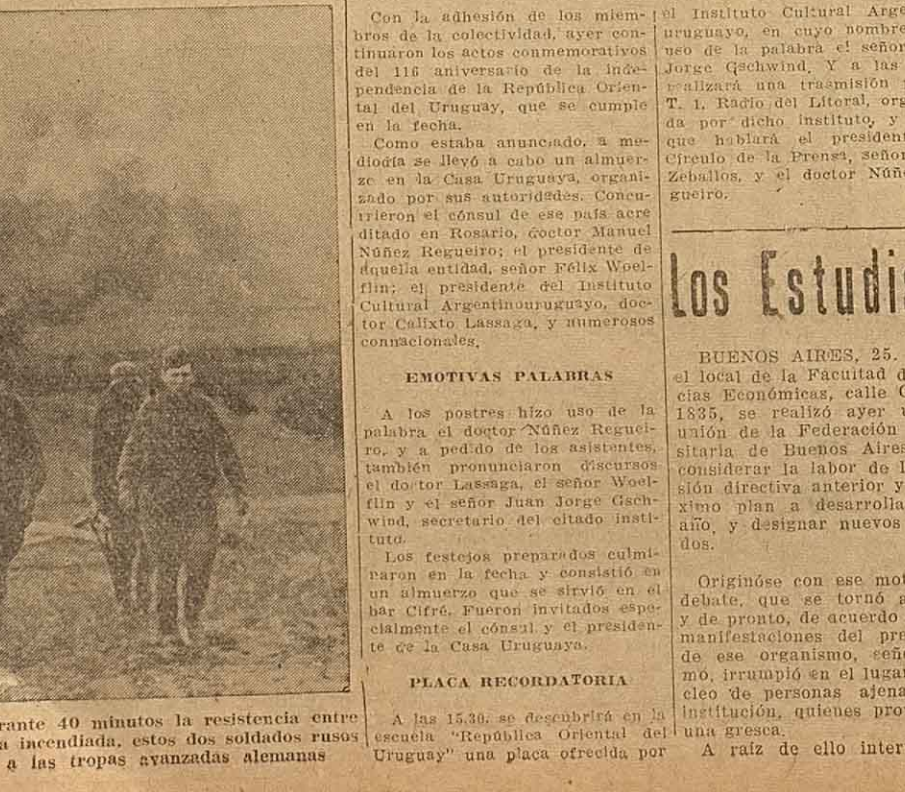 rante 40 minutos la resistencia entre
a incendiada, estos dos soldados rusos
a las tropas avanzadas alemanas
Con la adhesión de los miem-
bros de la colectividad, ayer con-
tinuaron los actos conmemorativos
del 116 aniversario de la inde-
pendencia de la República Orien-
tal del Uruguay, que se cumple
en la fecha.
Como estaba anunciado, a me-
diodía se llevó a cabo un almuer-
zo en la Casa Uruguaya, organi-
zado por sus autoridades. Concu-
rrieron el cónsul de ese país acre
ditado en Rosario, doctor Manuel
Núñez Regueiro; el presidente de
aquella entidad, señor Félix Woel-
flin; el presidente del Instituto
Cultural Argentinouruguayo, doc-
tor Calixto Lassaga, y numerosos
connacionales.
EMOTIVAS PALABRAS
A los postres hizo uso de la
palabra el doctor Núñez Reguei-
ro, y a pedido de los asistentes,
también pronunciaron discursos
el doctor Lassaga, el señor Woel-
flin y el señor Juan Jorge Gsch-
wind, secretario del citado insti-
tuto.
Los festejos preparados culmi-
naron en la fecha y consistió en
un almuerzo que se sirvió en el
bar Cifré. Fueron invitados espe-
cialmente el cónsul y el presiden-
te de la Casa Uruguaya.
PLACA RECORDATORIA
A las 15,30, se descubrirá en la
escuela "República Oriental del
Uruguay" una placa ofrecida por
el Instituto Cultural Arge
uruguayo, en cuyo nombre
uso de la palabra el señor
Jorge Gschwind. Y a las
realizará una trasmisión
T. 1. Radio del Litoral, org
da por dicho instituto, y
que hablará el president
Círculo de la Prensa, señor
Zeballos, y el doctor Núñe
gueiro.
Los Estudi
BUENOS AIRES, 25.
el local de la Facultad d
cias Económicas, calle C
1835, se realizó ayer u
unión de la Federación
sitaria de Buenos Aires
considerar la labor de l
sión directiva anterior y
ximo plan a desarrolla
año, y designar nuevos
dos.
Originóse con ese mot
debate, que se tornó a
y de pronto, de acuerdo
manifestaciones del pre
de ese organismo, seño
mo, irrumpió en el lugar
cleo de personas ajena
institución, quienes pro
una gresca.
A raíz de ello inter